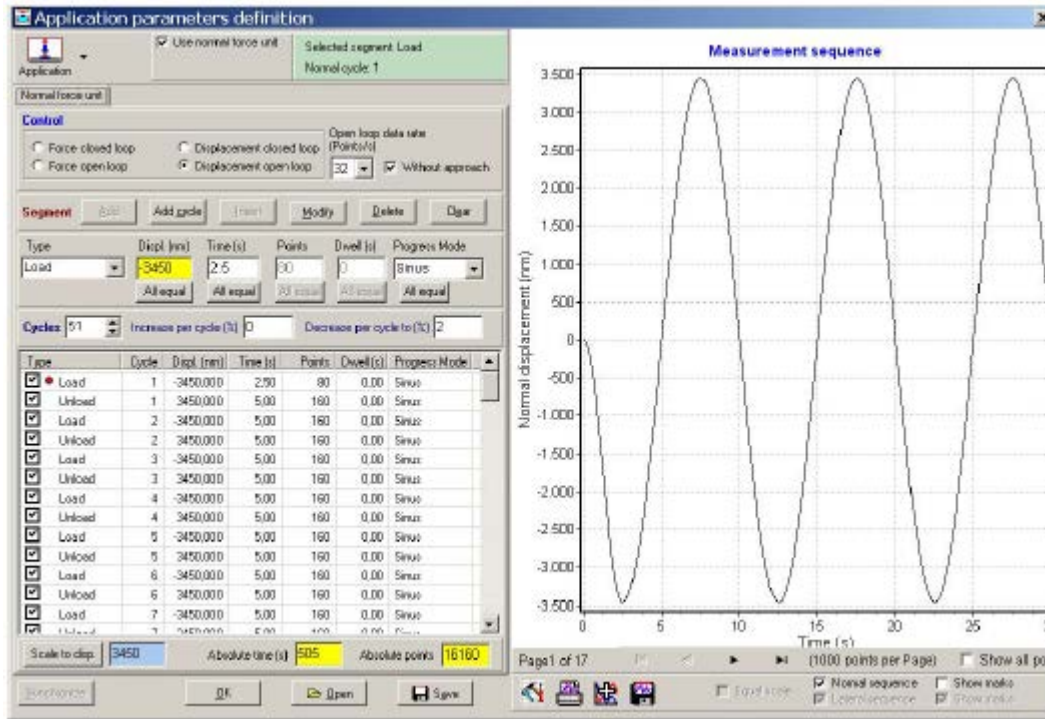 Application parameters definition
Application
Use normal force unit
Selected segment: Load
Normal cycle: 1
Normal force unit
Control
Force closed loop
Displacement closed loop
Force open loop
Displacement open loop
Open loop data rate
(Points/s)
32
Without approach
Segment
Add
Add cycle
Insert
Modify
Delete
Clear
Type Displ. (nm) Time (s) Points Dwell (s) Progress Mode
Load -3450 2.5 80 0 Sinus
All equal All equal All equal All equal All equal
Cycles 51 Increase per cycle (%) 0 Decrease per cycle to (%) 2
Type Cycle Displ. (nm) Time (s) Points Dwell(s) Progress Mode
Load 1 -3450,000 2,50 80 0,00 Sinus
Unload 1 3450,000 5,00 160 0,00 Sinus
Load 2 -3450,000 5,00 160 0,00 Sinus
Unload 2 3450,000 5,00 160 0,00 Sinus
Load 3 -3450,000 5,00 160 0,00 Sinus
Unload 3 3450,000 5,00 160 0,00 Sinus
Load 4 -3450,000 5,00 160 0,00 Sinus
Unload 4 3450,000 5,00 160 0,00 Sinus
Load 5 -3450,000 5,00 160 0,00 Sinus
Unload 5 3450,000 5,00 160 0,00 Sinus
Load 6 -3450,000 5,00 160 0,00 Sinus
Unload 6 3450,000 5,00 160 0,00 Sinus
Load 7 -3450,000 5,00 160 0,00 Sinus
Scale to disp. 3450 Absolute time (s) 505 Absolute points 16160
Synchronize OK Open Save
Measurement sequence
Normal displacement (nm)
3.500
3.000
2.500
2.000
1.500
1.000
500
0
-500
-1.000
-1.500
-2.000
-2.500
-3.000
-3.500
0 5 10 15 20 25
Time (s)
Page1 of 17
(1000 points per Page)
Show all po
Equal scale
Normal sequence
Show marks
Lateral sequence
Show marks